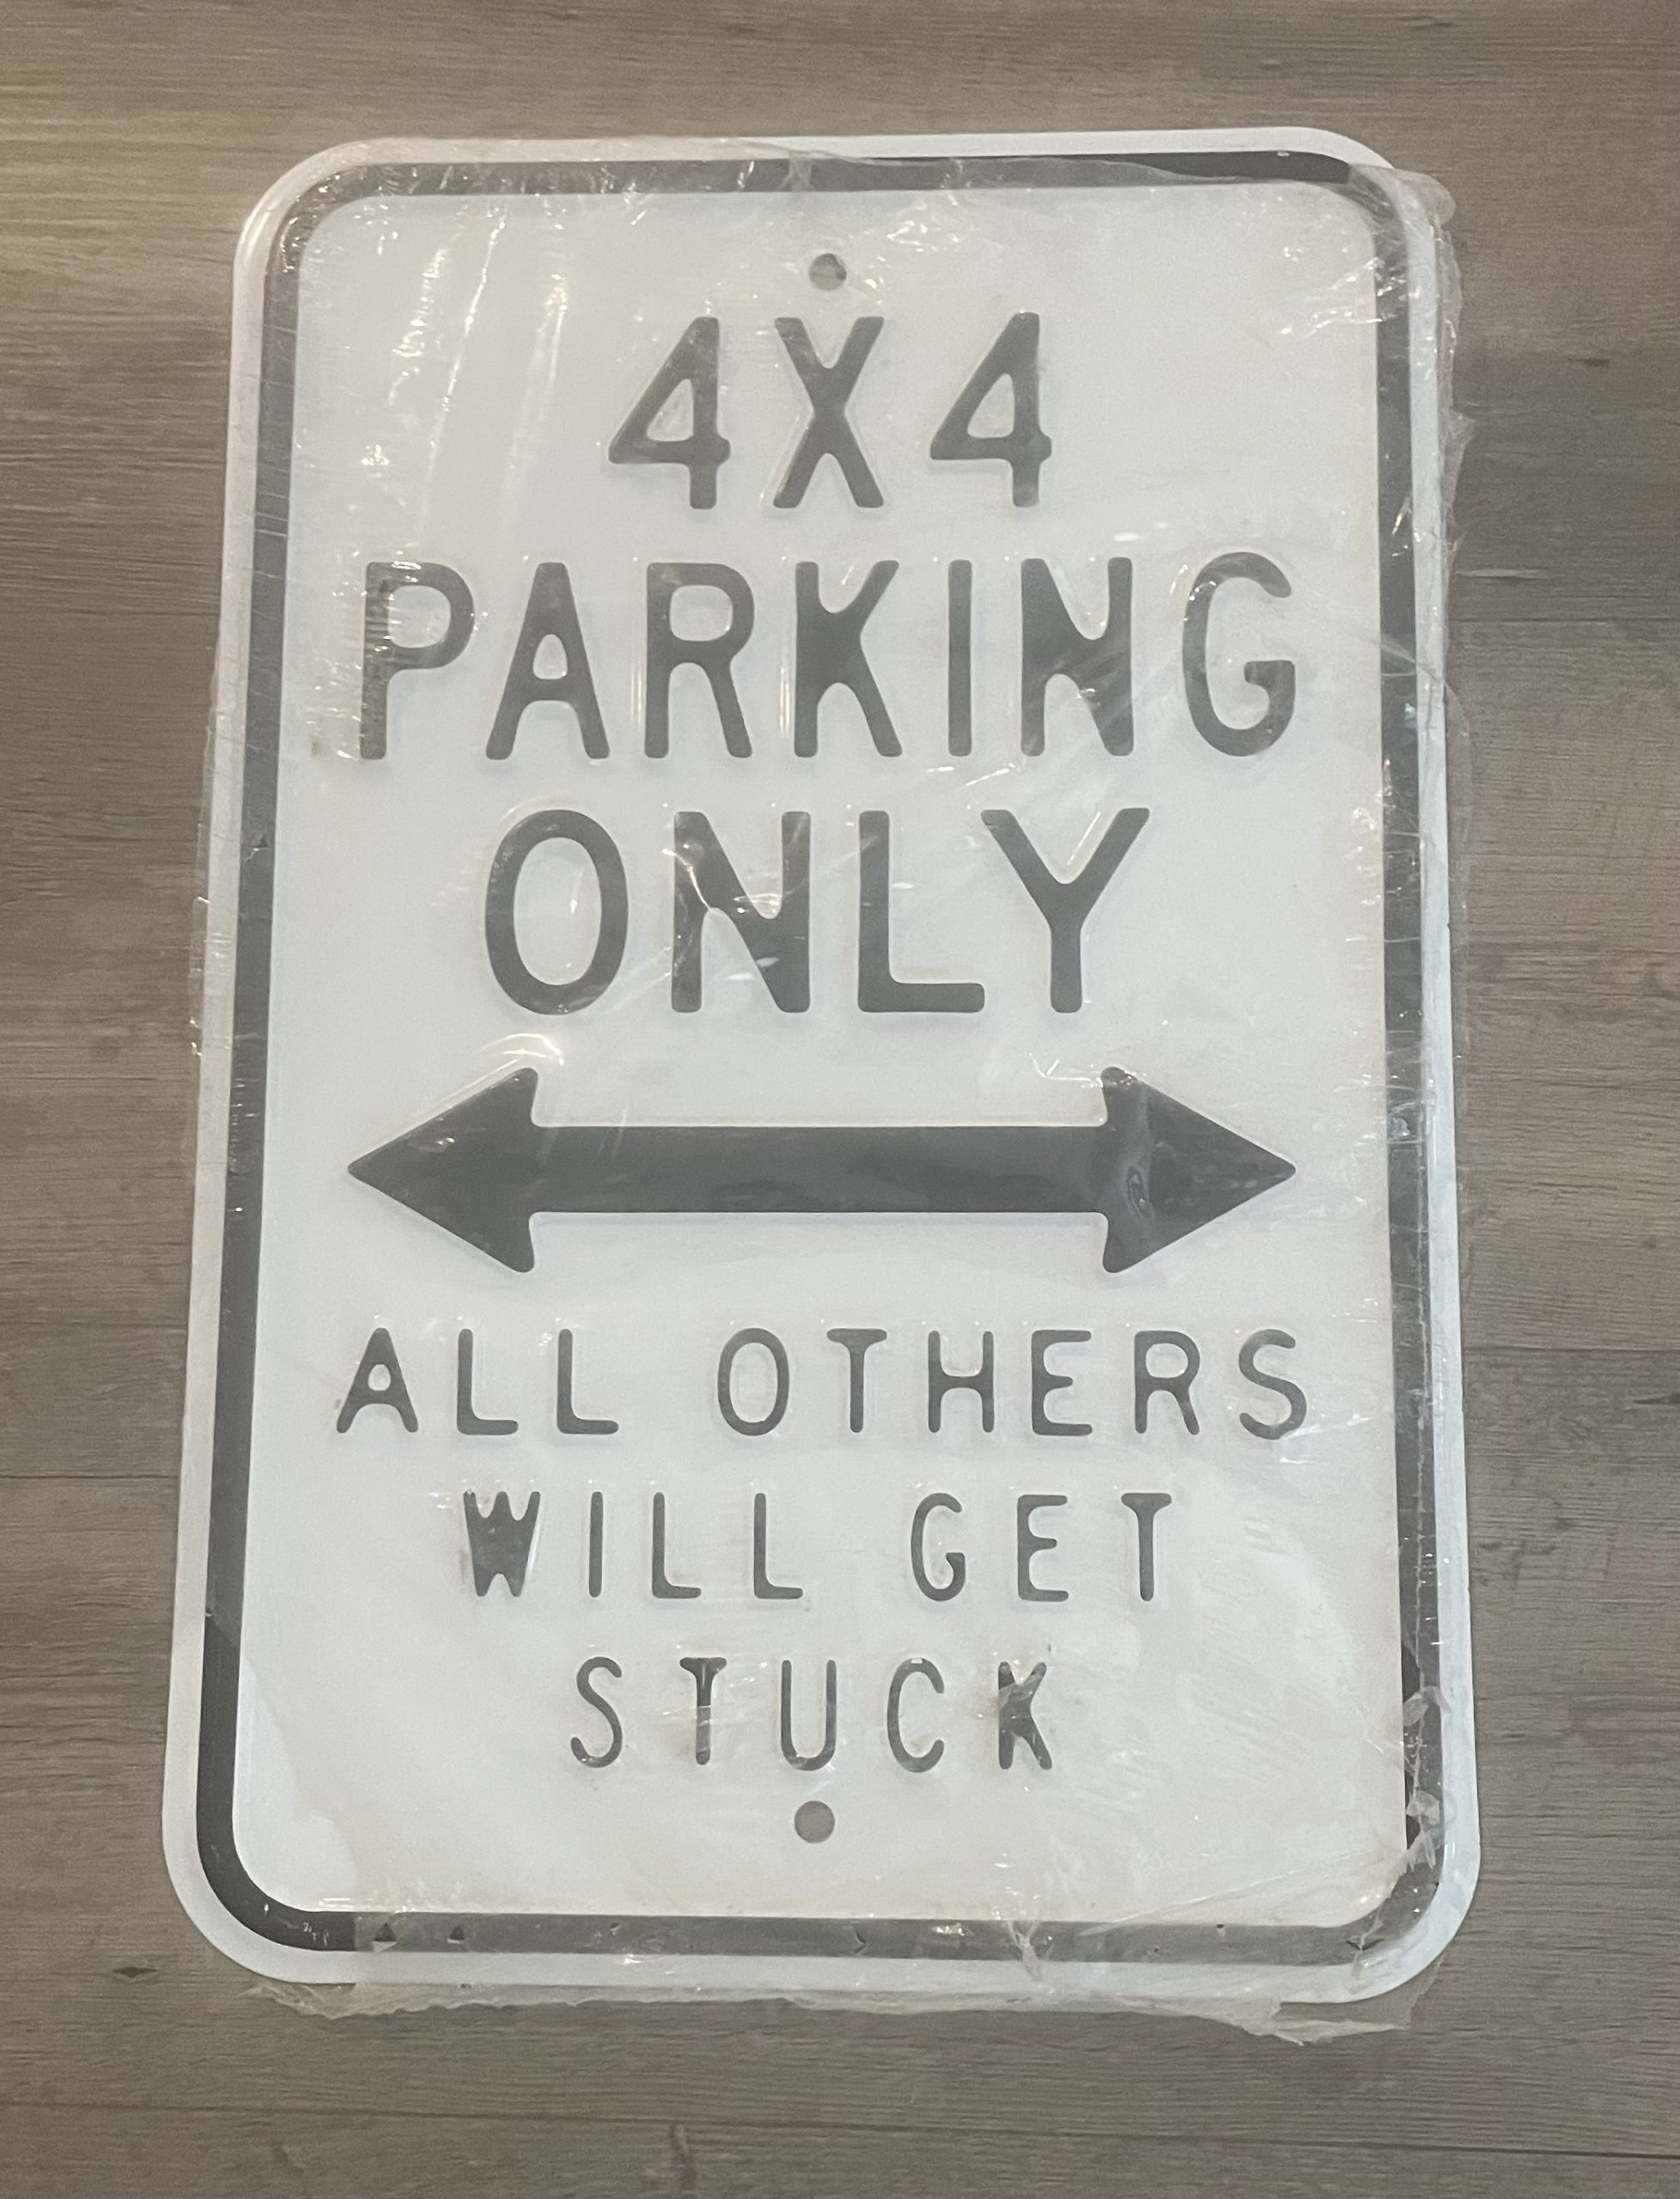 4X4
PARKING
ONLY
ALL OTHERS
WILL GET
STUCK